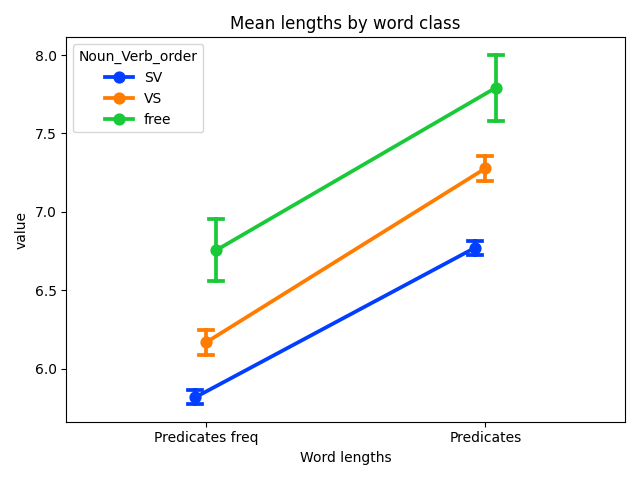 Mean lengths by word class
Noun_Verb_order
SV
VS
free
value
8.0
7.5
7.0
6.5
6.0
Predicates freq
Predicates
Word lengths